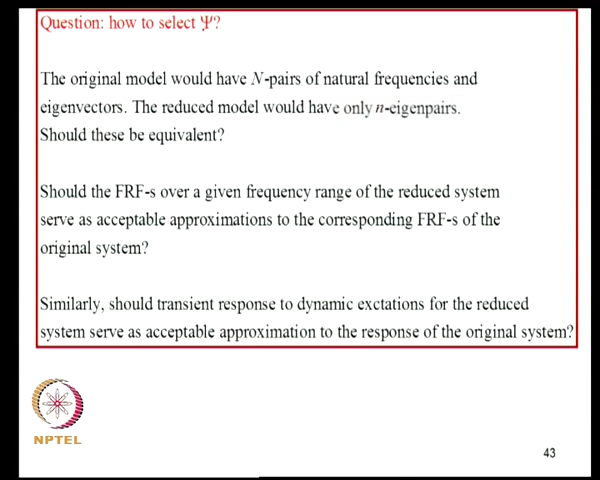 Question: how to select Ψ?
The original model would have N-pairs of natural frequencies and
eigenvectors. The reduced model would have only n-eigenpairs.
Should these be equivalent?
Should the FRF-s over a given frequency range of the reduced system
serve as acceptable approximations to the corresponding FRF-s of the
original system?
Similarly, should transient response to dynamic exctations for the reduced
system serve as acceptable approximation to the response of the original system?
NPTEL
43